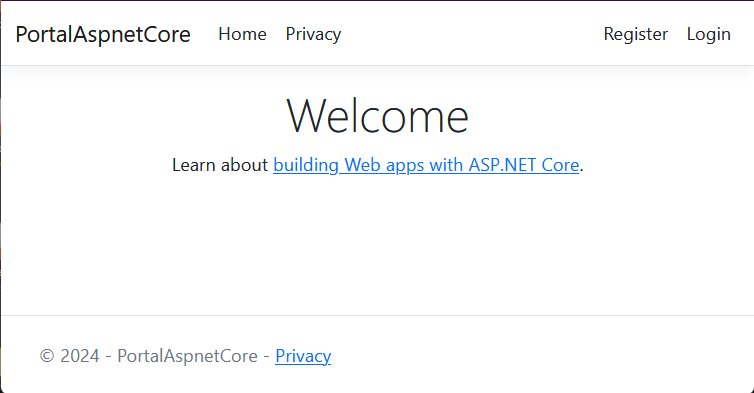 PortalAspnetCore Home Privacy Register Login
Welcome
Learn about building Web apps with ASP.NET Core.
© 2024 - PortalAspnetCore - Privacy